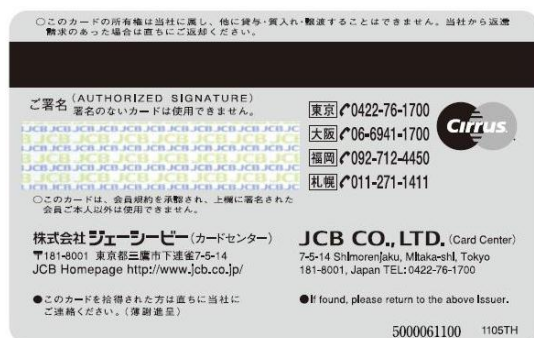 ○このカードの所有権は当社に属し、他に貸与・質入れ・譲渡することはできません。当社から返還
請求のあった場合は直ちにご返却ください。
ご署名(AUTHORIZED SIGNATURE)
署名のないカードは使用できません。
東京 0422-76-1700
大阪 06-6941-1700
福岡 092-712-4450
札幌 011-271-1411
Cirrus
JCB JCB JCB JCB JCB JCB
○このカードは、会員規約を承認され、上欄に署名された
会員ご本人以外は使用できません。
株式会社ジェーシービー(カードセンター)
〒181-8001 東京都三鷹市下連雀7-5-14
JCB Homepage http://www.jcb.co.jp/
●このカードを拾得された方は直ちに当社に
ご連絡ください。(薄謝進呈)
JCB CO., LTD. (Card Center)
7-5-14 Shimorenjaku, Mitaka-shi, Tokyo
181-8001, Japan TEL: 0422-76-1700
●If found, please return to the above issuer.
5000061100 1105TH